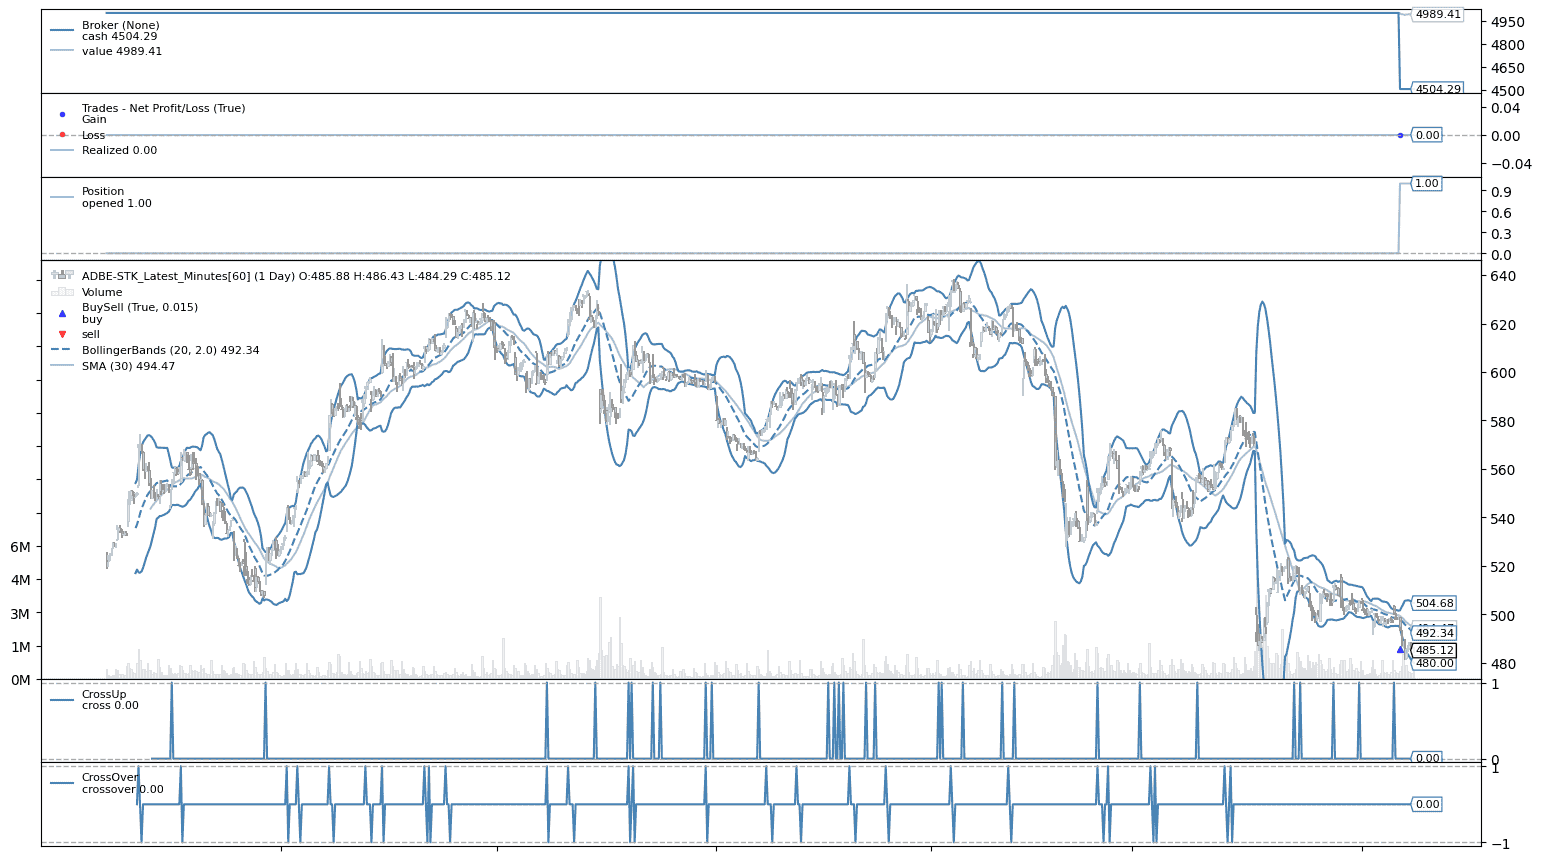 Broker (None)
cash 4504.29
value 4989.41
4989.41
4504.29
4950
4800
4650
4500
Trades - Net Profit/Loss (True)
Gain
Loss
Realized 0.00
0.00
0.04
0.00
−0.04
Position
opened 1.00
1.00
0.9
0.6
0.3
0.0
ADBE-STK_Latest_Minutes[60] (1 Day) O:485.88 H:486.43 L:484.29 C:485.12
Volume
BuySell (True, 0.015)
buy
sell
BollingerBands (20, 2.0) 492.34
SMA (30) 494.47
640
620
600
580
560
540
520
500
480
6M
4M
3M
1M
0M
504.68
492.34
485.12
480.00
CrossUp
cross 0.00
0.00
1
0
CrossOver
crossover 0.00
0.00
1
−1